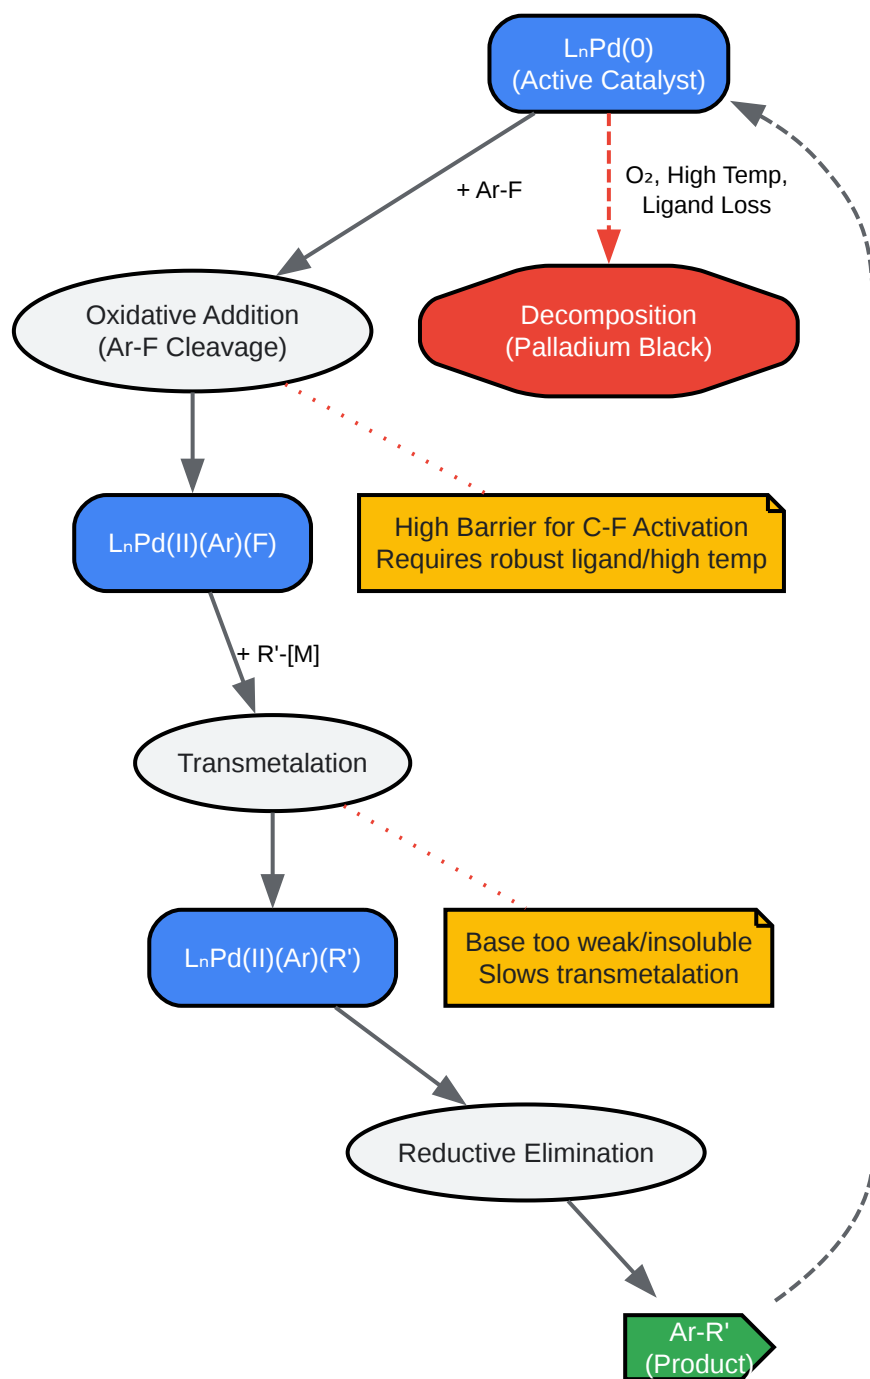 LₙPd(0)
(Active Catalyst)
+ Ar-F
O₂, High Temp,
Ligand Loss
Oxidative Addition
(Ar-F Cleavage)
Decomposition
(Palladium Black)
LₙPd(II)(Ar)(F)
High Barrier for C-F Activation
Requires robust ligand/high temp
+ R'-[M]
Transmetalation
LₙPd(II)(Ar)(R')
Base too weak/insoluble
Slows transmetalation
Reductive Elimination
Ar-R'
(Product)